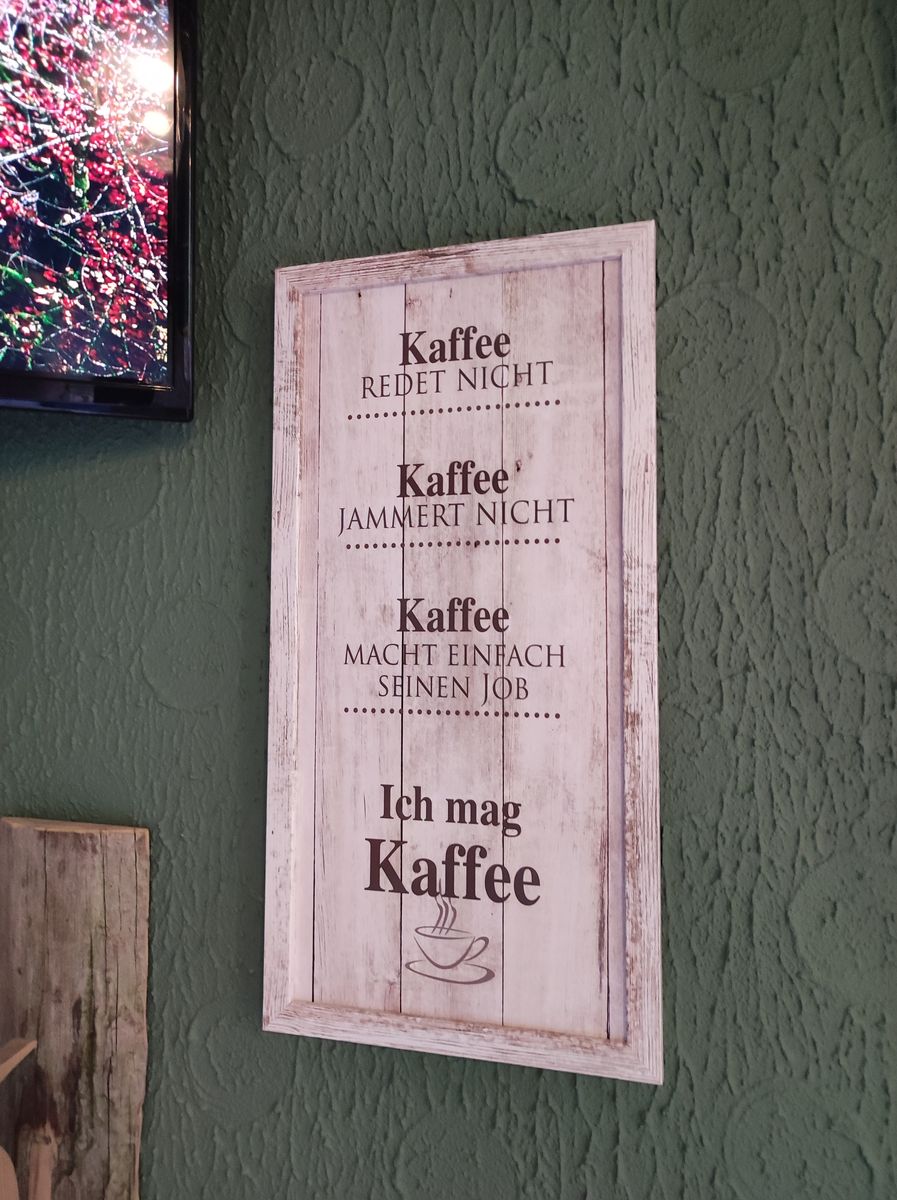 Kaffee
REDET NICHT
Kaffee
JAMMERT NICHT
Kaffee
MACHT EINFACH
SEINEN JOB
Ich mag
Kaffee